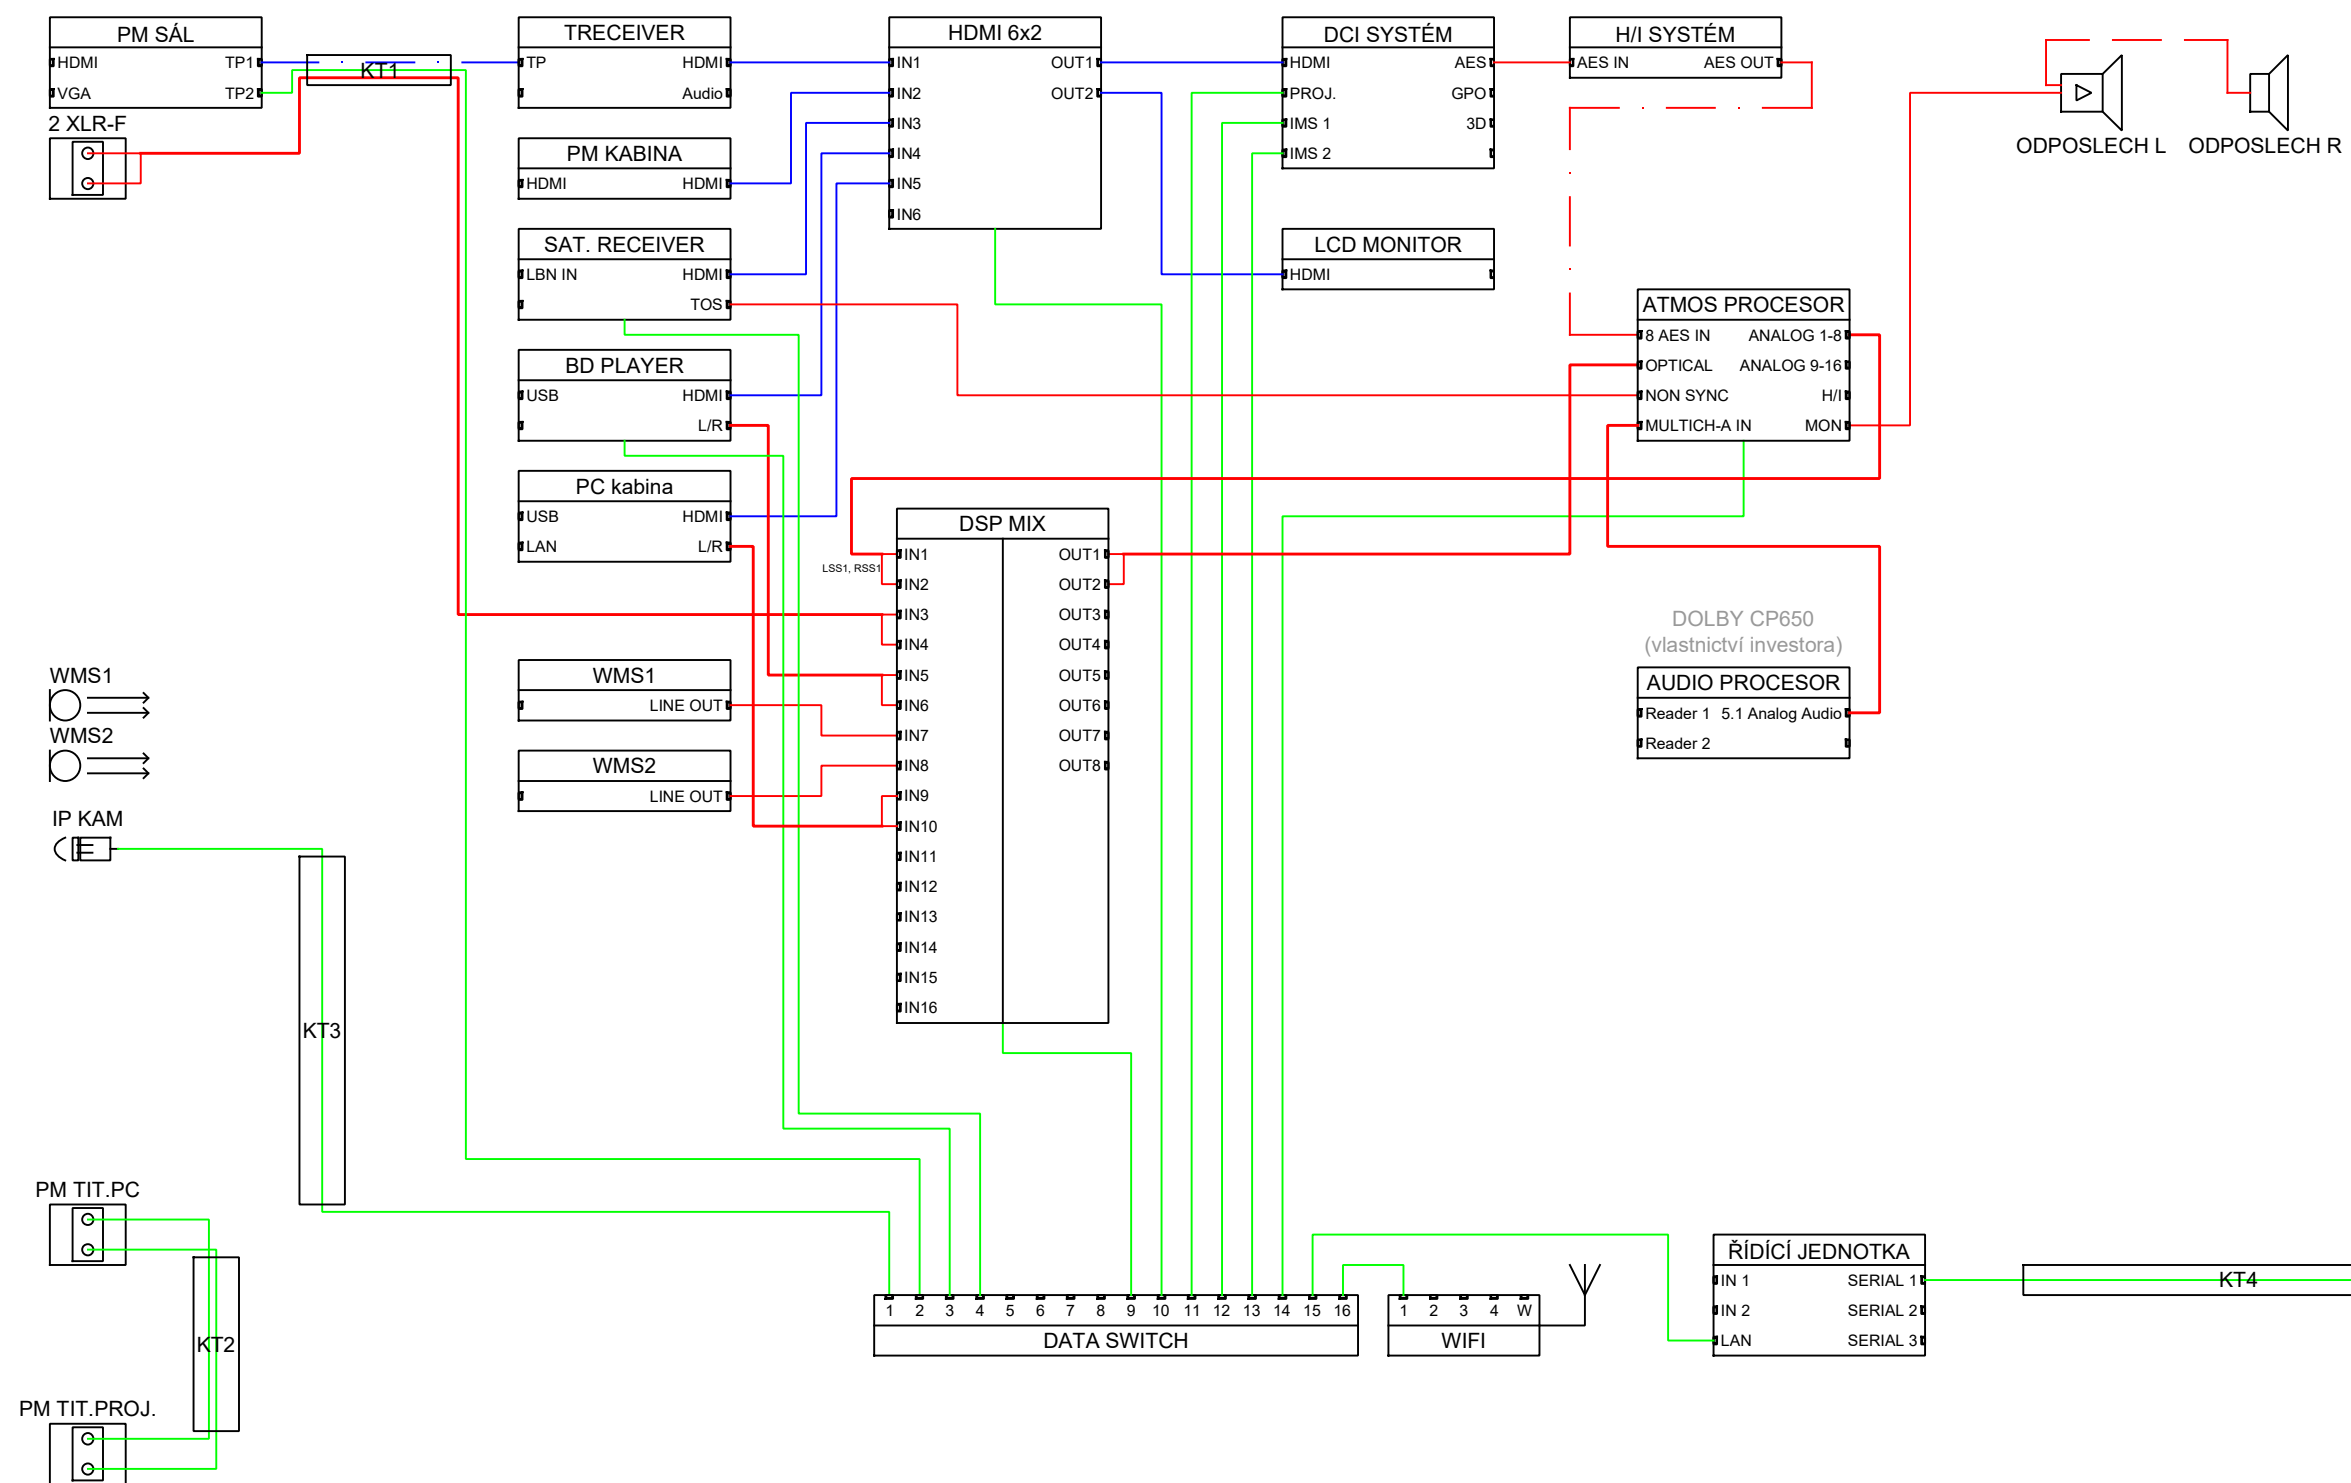 PM SÁL
HDMI TP1
VGA TP2
2 XLR-F
KT1
TRECEIVER
TP HDMI
Audio
PM KABINA
HDMI HDMI
SAT. RECEIVER
LBN IN HDMI
TOS
BD PLAYER
USB HDMI
L/R
PC kabina
USB HDMI
LAN L/R
WMS1
LINE OUT
WMS2
LINE OUT
HDMI 6x2
IN1 OUT1
IN2 OUT2
IN3
IN4
IN5
IN6
DCI SYSTÉM
HDMI AES
PROJ. GPO
IMS 1 3D
IMS 2
LCD MONITOR
HDMI
H/I SYSTÉM
AES IN AES OUT
ODPOSLECH L
ODPOSLECH R
ATMOS PROCESOR
8 AES IN ANALOG 1-8
OPTICAL ANALOG 9-16
NON SYNC H/I
MULTICH-A IN MON
DSP MIX
IN1 OUT1
LSS1, RSS1
IN2 OUT2
IN3 OUT3
IN4 OUT4
IN5 OUT5
IN6 OUT6
IN7 OUT7
IN8 OUT8
IN9
IN10
IN11
IN12
IN13
IN14
IN15
IN16
DOLBY CP650
(vlastnictví investora)
AUDIO PROCESOR
Reader 1 5.1 Analog Audio
Reader 2
WMS1
WMS2
IP KAM
KT3
PM TIT.PC
KT2
PM TIT.PROJ.
1 2 3 4 5 6 7 8 9 10 11 12 13 14 15 16
DATA SWITCH
1 2 3 4 W
WIFI
ŘÍDÍCÍ JEDNOTKA
IN 1 SERIAL 1
IN 2 SERIAL 2
LAN SERIAL 3
KT4